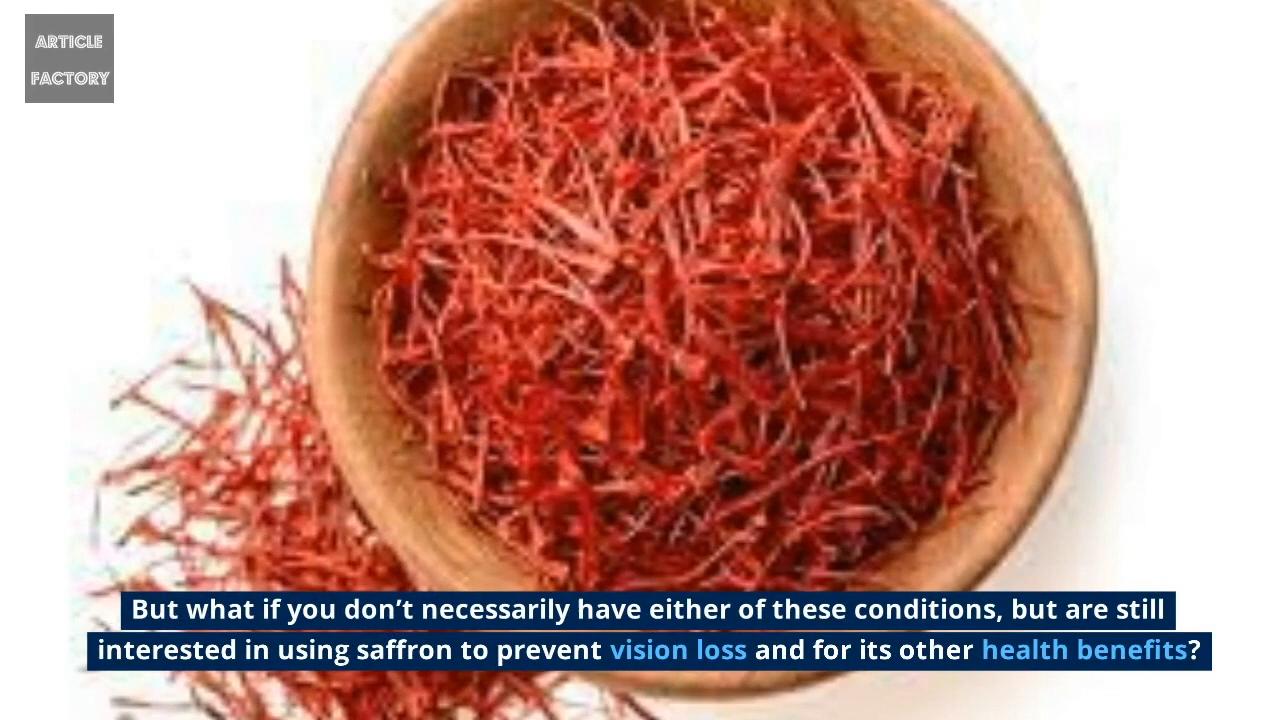 ARTICLE
FACTORY
But what if you don’t necessarily have either of these conditions, but are still
interested in using saffron to prevent vision loss and for its other health benefits?